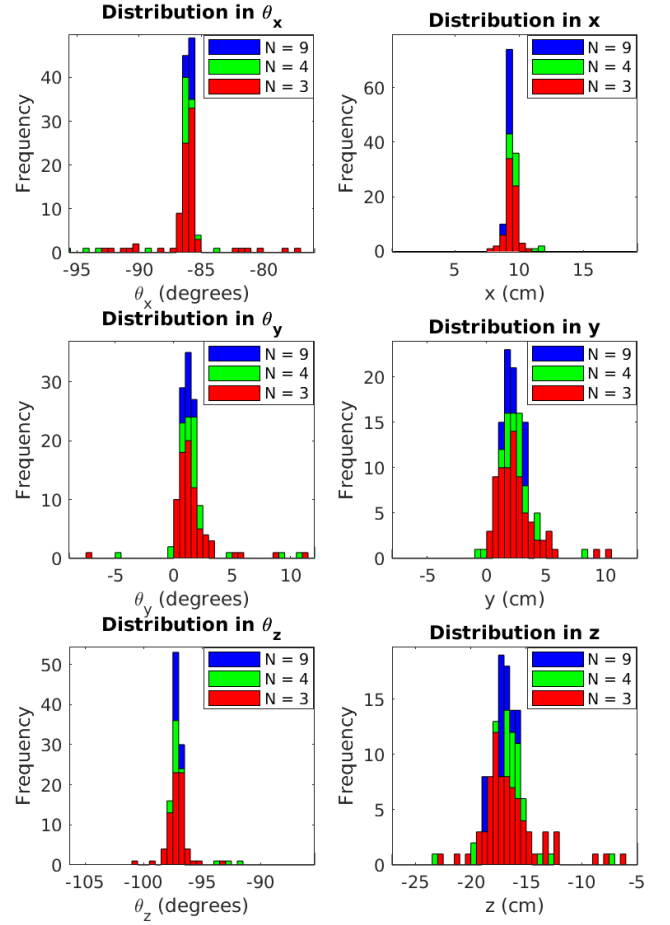 Distribution in θx
N = 9
N = 4
N = 3
Frequency
40
30
20
10
0
-95 -90 -85 -80
θx (degrees)
Distribution in x
N = 9
N = 4
N = 3
Frequency
60
40
20
0
5 10 15
x (cm)
Distribution in θy
N = 9
N = 4
N = 3
Frequency
30
20
10
0
-5 0 5 10
θy (degrees)
Distribution in y
N = 9
N = 4
N = 3
Frequency
20
15
10
5
0
-5 0 5 10
y (cm)
Distribution in θz
N = 9
N = 4
N = 3
Frequency
50
40
30
20
10
0
-105 -100 -95 -90
θz (degrees)
Distribution in z
N = 9
N = 4
N = 3
Frequency
15
10
5
0
-25 -20 -15 -10 -5
z (cm)